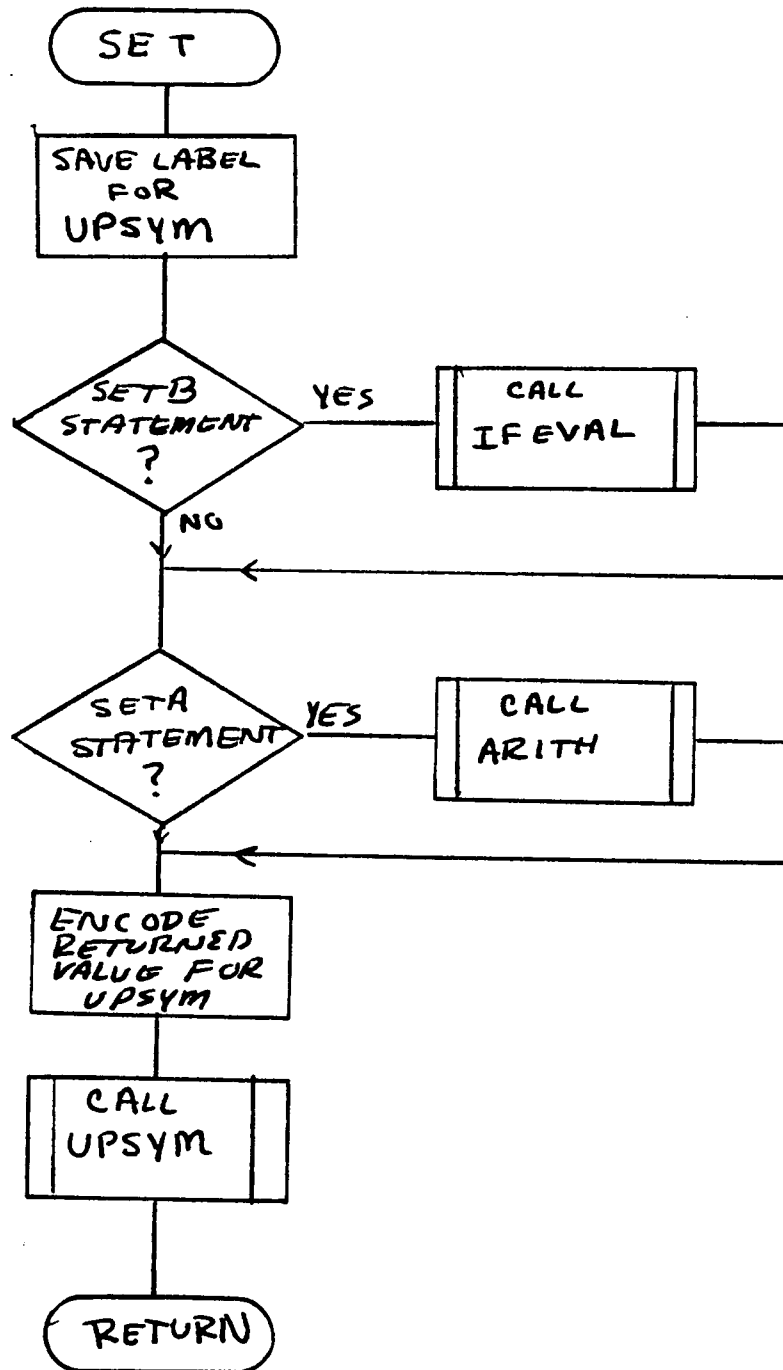 SET
SAVE LABEL
FOR
UPSYM
SETB
STATEMENT
?
YES
CALL
IFEVAL
NO
SETA
STATEMENT
?
YES
CALL
ARITH
ENCODE
RETURNED
VALUE FOR
UPSYM
CALL
UPSYM
RETURN